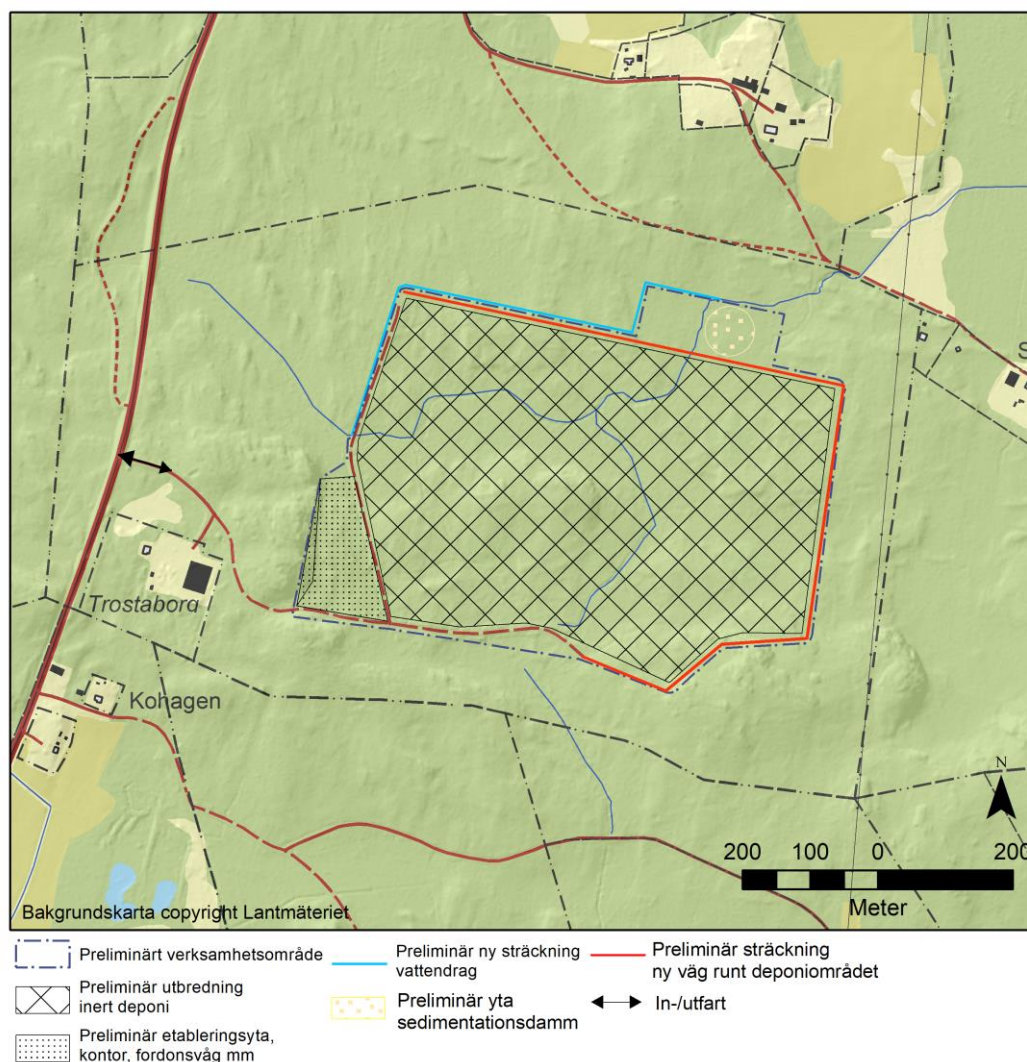 Trostaborg
Kohagen
S
N
200 100 0 200
Meter
Bakgrundskarta copyright Lantmäteriet
Preliminärt verksamhetsområde
Preliminär utbredning
inert deponi
Preliminär etableringsyta,
kontor, fordonsvåg mm
Preliminär ny sträckning
vattendrag
Preliminär yta
sedimentationsdamm
Preliminär sträckning
ny väg runt deponiområdet
In-/utfart